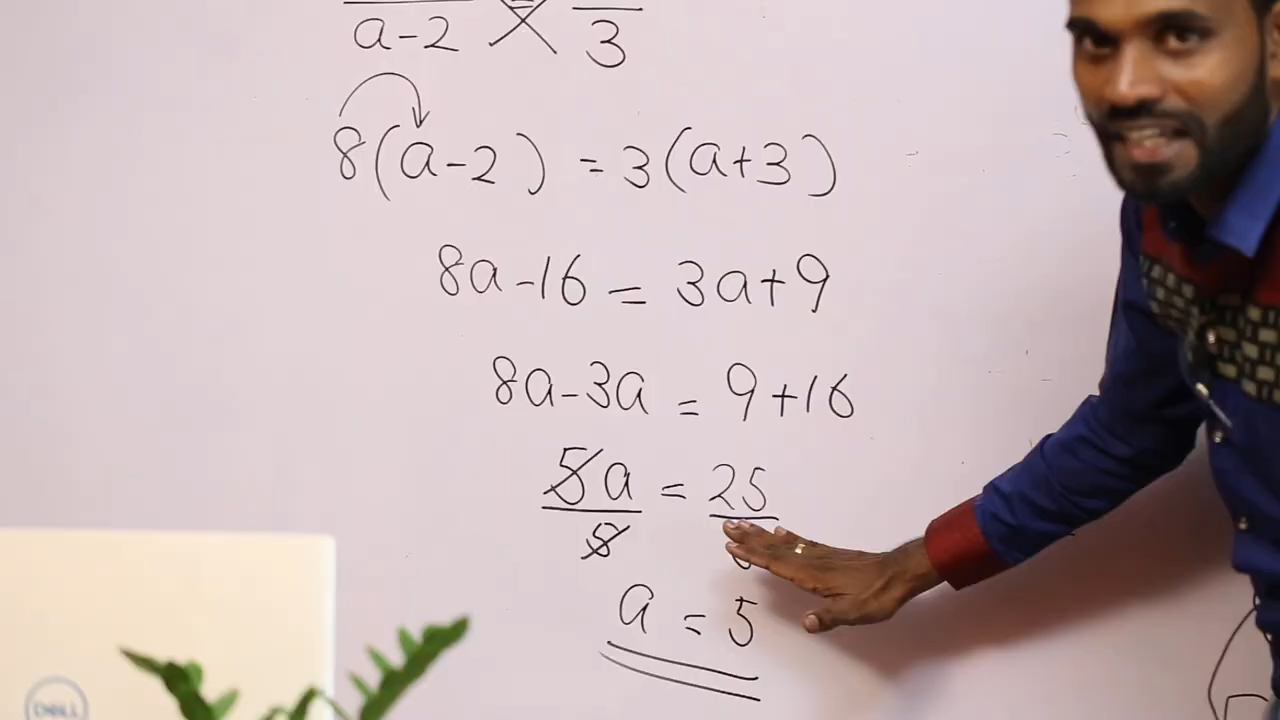 a-2 3
8(a-2) = 3(a+3)
8a-16 = 3a+9
8a-3a = 9+16
5a = 25
5
a = 5
DELL